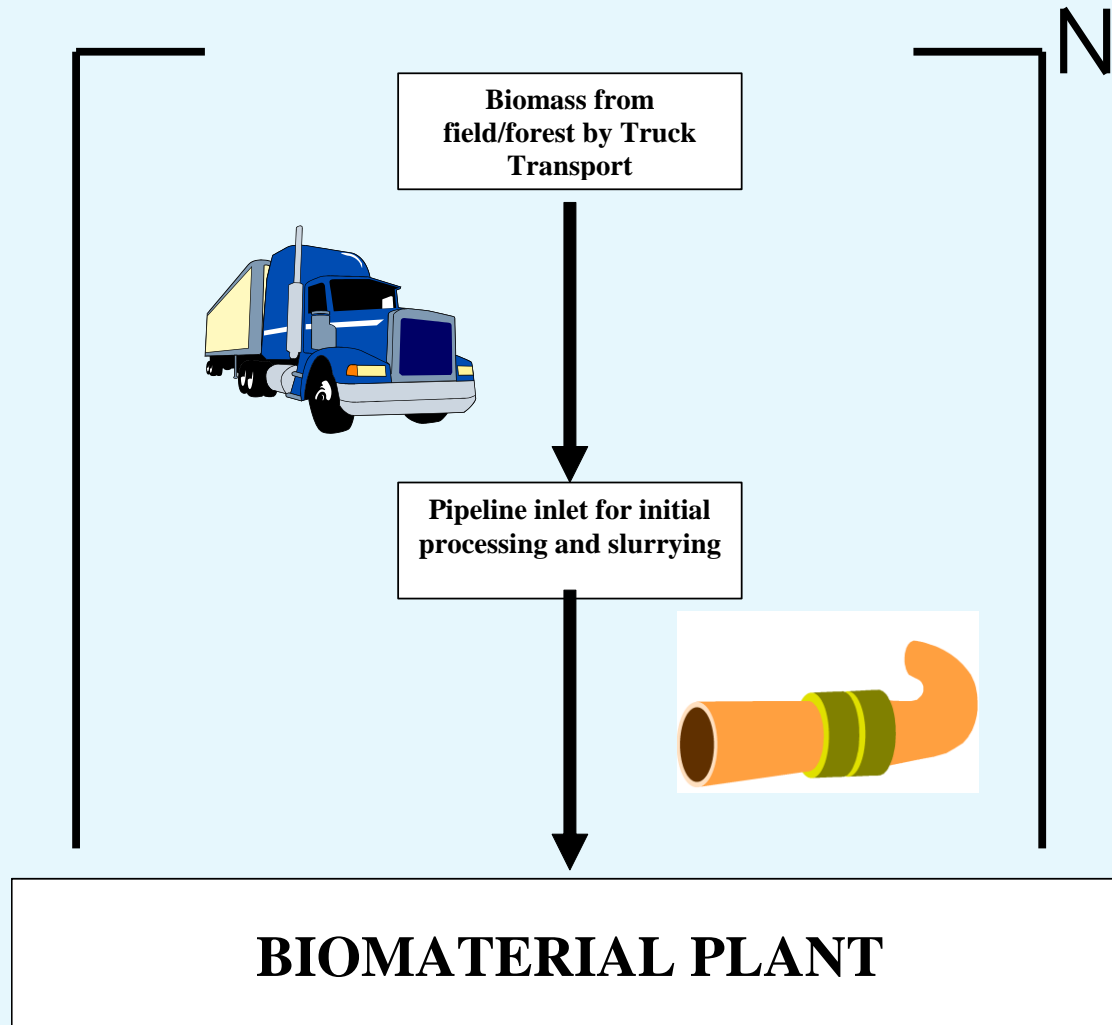 N
Biomass from
field/forest by Truck
Transport
Pipeline inlet for initial
processing and slurrying
BIOMATERIAL PLANT